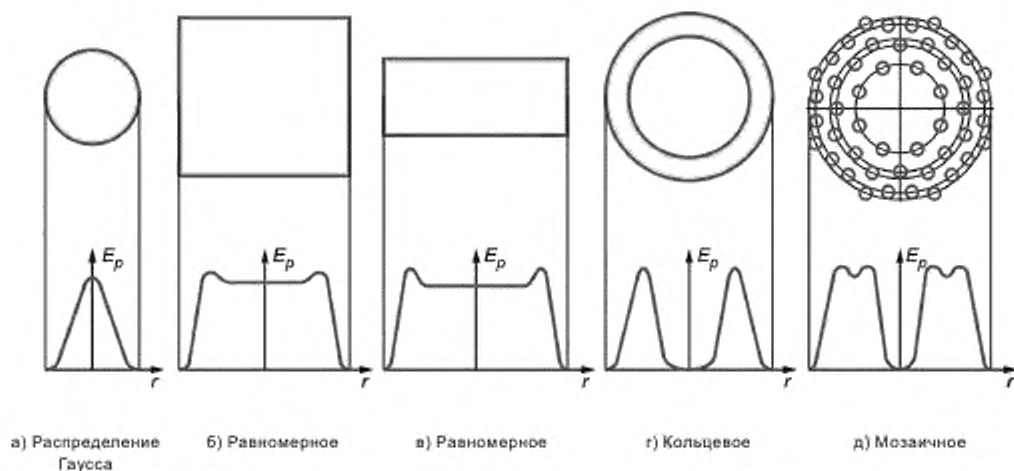 E_p E_p E_p E_p E_p
r r r r r
а) Распределение Гаусса
б) Равномерное
в) Равномерное
г) Кольцевое
д) Мозаичное